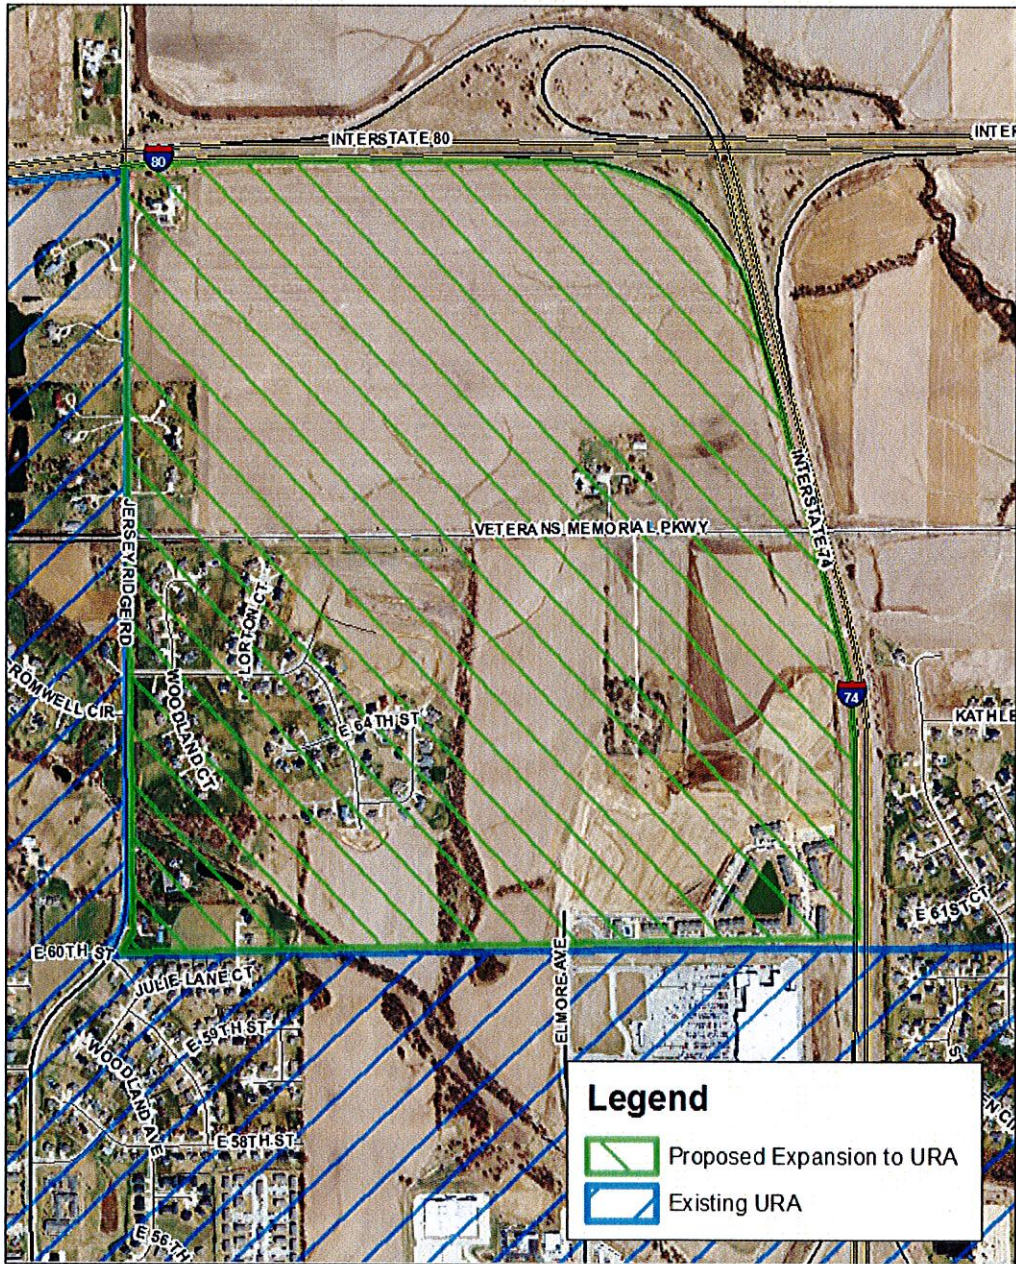 INTERSTATE 80
INTER
80
INTERSTATE 74
VETERANS MEMORIAL PKWY
JERSEY RIDGE RD
LORTON CT
WOODLAND CT
ROMWELL CIR
E 64TH ST
74
KATHLE
E 61ST CT
E 60TH ST
ELMORE AVE
JULIE LANE CT
E 59TH ST
WOODLAND AVE
E 58TH ST
E 56TH
S
EN CIR
Legend
Proposed Expansion to URA
Existing URA